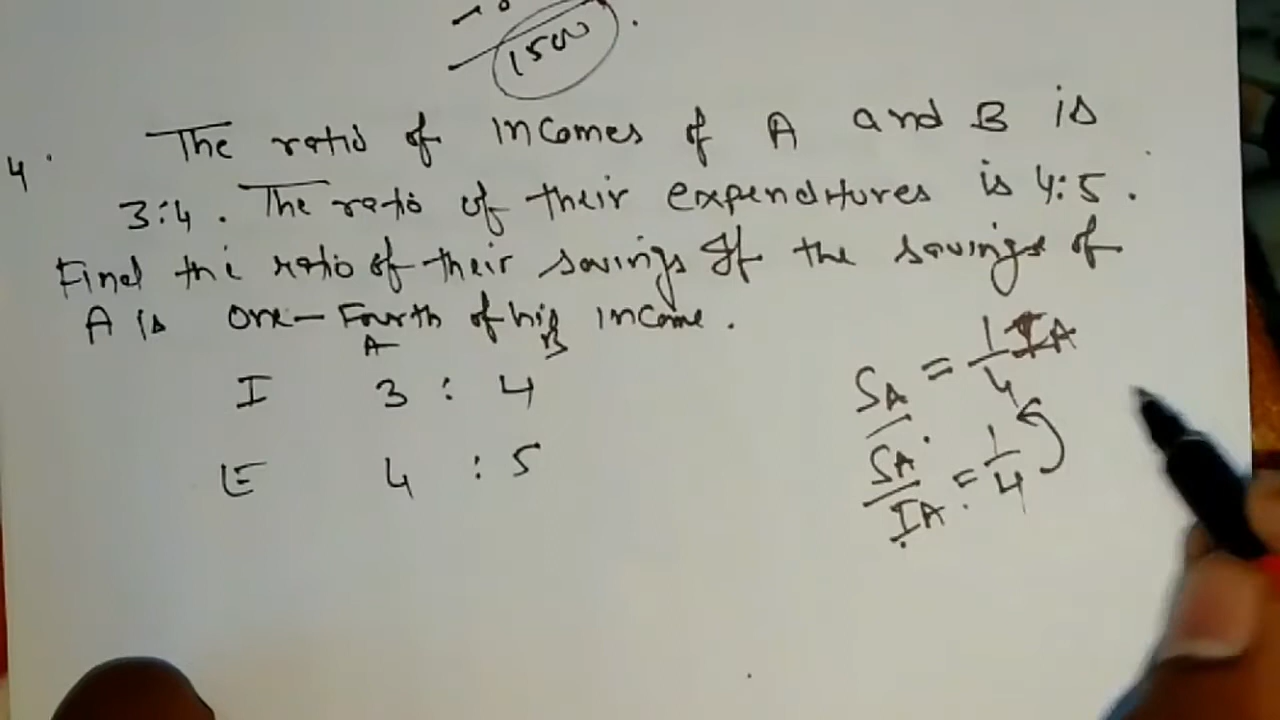 1500
4. The ratio of incomes of A and B is
3:4. The ratio of their expenditures is 4:5.
Find the ratio of their savings If the savings of
A is one-Fourth of his income.
A B
I 3 : 4
E 4 : 5
SA = 1/4 IA
SA/IA = 1/4